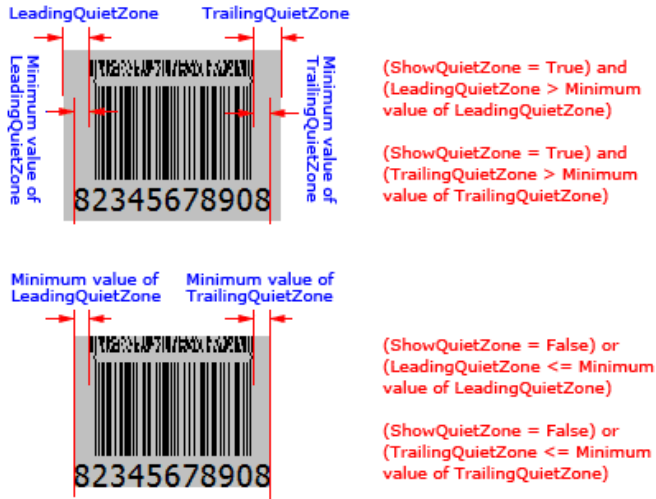 LeadingQuietZone
TrailingQuietZone
Minimum value of
LeadingQuietZone
Minimum value of
TrailingQuietZone
82345678908
(ShowQuietZone = True) and
(LeadingQuietZone > Minimum
value of LeadingQuietZone)
(ShowQuietZone = True) and
(TrailingQuietZone > Minimum
value of TrailingQuietZone)
Minimum value of
LeadingQuietZone
Minimum value of
TrailingQuietZone
82345678908
(ShowQuietZone = False) or
(LeadingQuietZone <= Minimum
value of LeadingQuietZone)
(ShowQuietZone = False) or
(TrailingQuietZone <= Minimum
value of TrailingQuietZone)